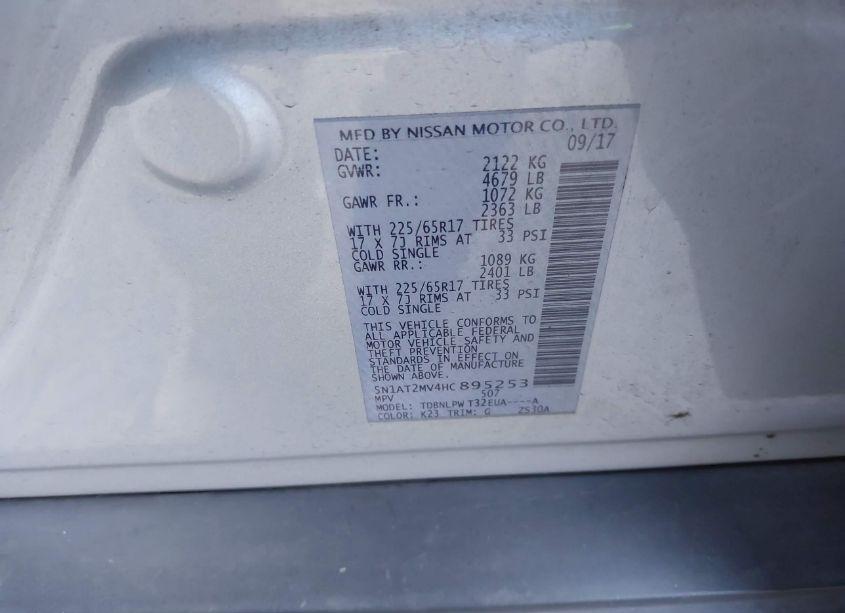 MFD BY NISSAN MOTOR CO., LTD.
DATE: 09/17
GVWR: 2122 KG
4679 LB
GAWR FR.: 1072 KG
2363 LB
WITH 225/65R17 TIRES
17 X 7J RIMS AT 33 PSI
COLD SINGLE
GAWR RR.: 1089 KG
2401 LB
WITH 225/65R17 TIRES
17 X 7J RIMS AT 33 PSI
COLD SINGLE
THIS VEHICLE CONFORMS TO
ALL APPLICABLE FEDERAL
MOTOR VEHICLE SAFETY AND
THEFT PREVENTION
STANDARDS IN EFFECT ON
THE DATE OF MANUFACTURE
SHOWN ABOVE.
5N1AT2MV4HC895253
MPV 507
MODEL: TDBNLPW T32EUA----A
COLOR: K23 TRIM: G ZS30A